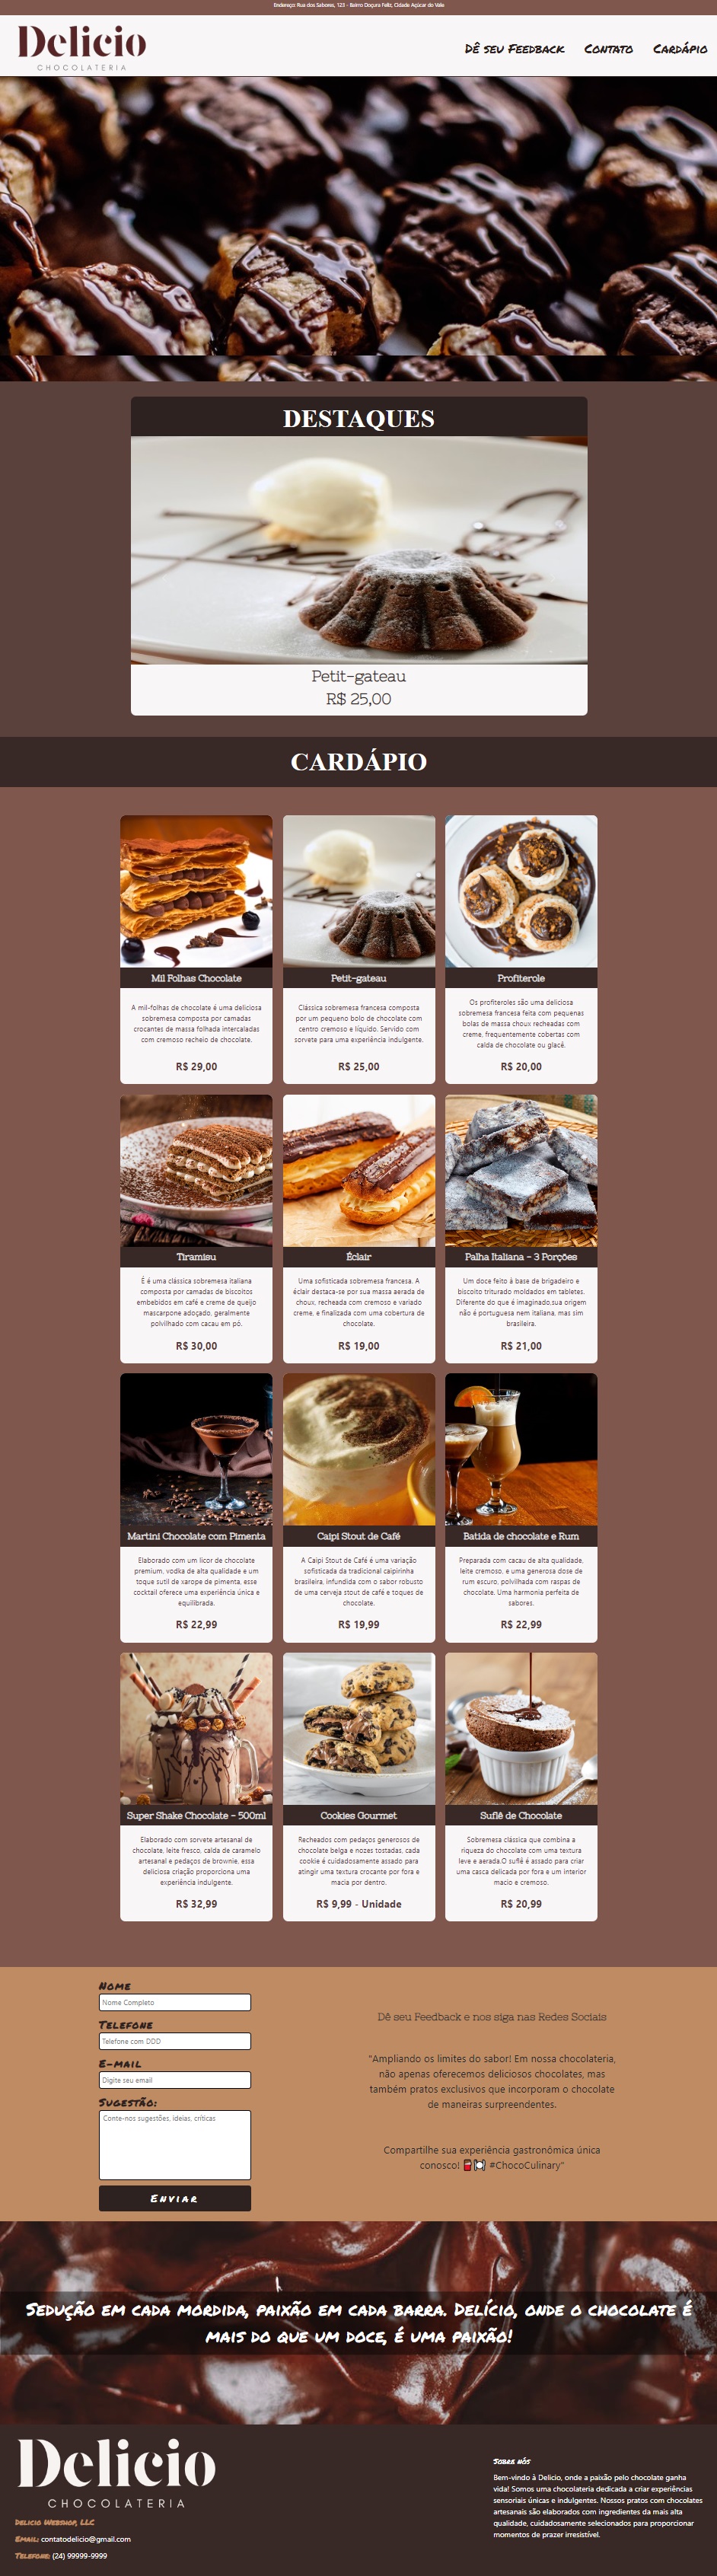 Endereço: Rua dos Sabores, 123 - Bairro Doçura Feliz, Cidade Açúcar do Vale
Delicio
CHOCOLATERIA
Dê seu Feedback
Contato
Cardápio
DESTAQUES
Petit-gateau
R$ 25,00
CARDÁPIO
Mil Folhas Chocolate
A mil-folhas de chocolate é uma deliciosa
sobremesa composta por camadas
crocantes de massa folhada intercaladas
com cremoso recheio de chocolate.
R$ 29,00
Petit-gateau
Clássica sobremesa francesa composta
por um pequeno bolo de chocolate com
centro cremoso e líquido. Servido com
sorvete para uma experiência indulgente.
R$ 25,00
Profiterole
Os profiteroles são uma deliciosa
sobremesa francesa feita com pequenas
bolas de massa choux recheadas com
creme, frequentemente cobertas com
calda de chocolate ou glacê.
R$ 20,00
Tiramisu
É é uma clássica sobremesa italiana
composta por camadas de biscoitos
embebidos em café e creme de queijo
mascarpone adoçado, geralmente
polvilhado com cacau em pó.
R$ 30,00
Éclair
Uma sofisticada sobremesa francesa. A
éclair destaca-se por sua massa aerada de
choux, recheada com cremoso e variado
creme, e finalizada com uma cobertura de
chocolate.
R$ 19,00
Palha Italiana - 3 Porções
Um doce feito à base de brigadeiro e
biscoito triturado moldados em tabletes.
Diferente do que é imaginado,sua origem
não é portuguesa nem italiana, mas sim
brasileira.
R$ 21,00
Martini Chocolate com Pimenta
Elaborado com um licor de chocolate
premium, vodka de alta qualidade e um
toque sutil de xarope de pimenta, esse
cocktail oferece uma experiência única e
equilibrada.
R$ 22,99
Caipi Stout de Café
A Caipi Stout de Café é uma variação
sofisticada da tradicional caipirinha
brasileira, infundida com o sabor robusto
de uma cerveja stout de café e toques de
chocolate.
R$ 19,99
Batida de chocolate e Rum
Preparada com cacau de alta qualidade,
leite cremoso, e uma generosa dose de
rum escuro, polvilhada com raspas de
chocolate. Uma harmonia perfeita de
sabores.
R$ 22,99
Super Shake Chocolate - 500ml
Elaborado com sorvete artesanal de
chocolate, leite fresco, calda de caramelo
artesanal e pedaços de brownie, essa
deliciosa criação proporciona uma
experiência indulgente.
R$ 32,99
Cookies Gourmet
Recheados com pedaços generosos de
chocolate belga e nozes tostadas, cada
cookie é cuidadosamente assado para
atingir uma textura crocante por fora e
macia por dentro.
R$ 9,99 - Unidade
Suflê de Chocolate
Sobremesa clássica que combina a
riqueza do chocolate com uma textura
leve e aerada.O suflê é assado para criar
uma casca delicada por fora e um interior
macio e cremoso.
R$ 20,99
Nome
Nome Completo
Telefone
Telefone com DDD
E-mail
Digite seu email
Sugestão:
Conte-nos sugestões, ideias, críticas
Enviar
Dê seu Feedback e nos siga nas Redes Sociais
"Ampliando os limites do sabor! Em nossa chocolateria,
não apenas oferecemos deliciosos chocolates, mas
também pratos exclusivos que incorporam o chocolate
de maneiras surpreendentes.
Compartilhe sua experiência gastronômica única
conosco! 🍫🍽️ #ChocoCulinary"
Sedução em cada mordida, paixão em cada barra. Delício, onde o chocolate é
mais do que um doce, é uma paixão!
Delicio
CHOCOLATERIA
Delicio Webshop, LLC
Email: contatodelicio@gmail.com
Telefone: (24) 99999-9999
Sobre nós
Bem-vindo à Delicio, onde a paixão pelo chocolate ganha
vida! Somos uma chocolateria dedicada a criar experiências
sensoriais únicas e indulgentes. Nossos pratos com chocolates
artesanais são elaborados com ingredientes da mais alta
qualidade, cuidadosamente selecionados para proporcionar
momentos de prazer irresistível.